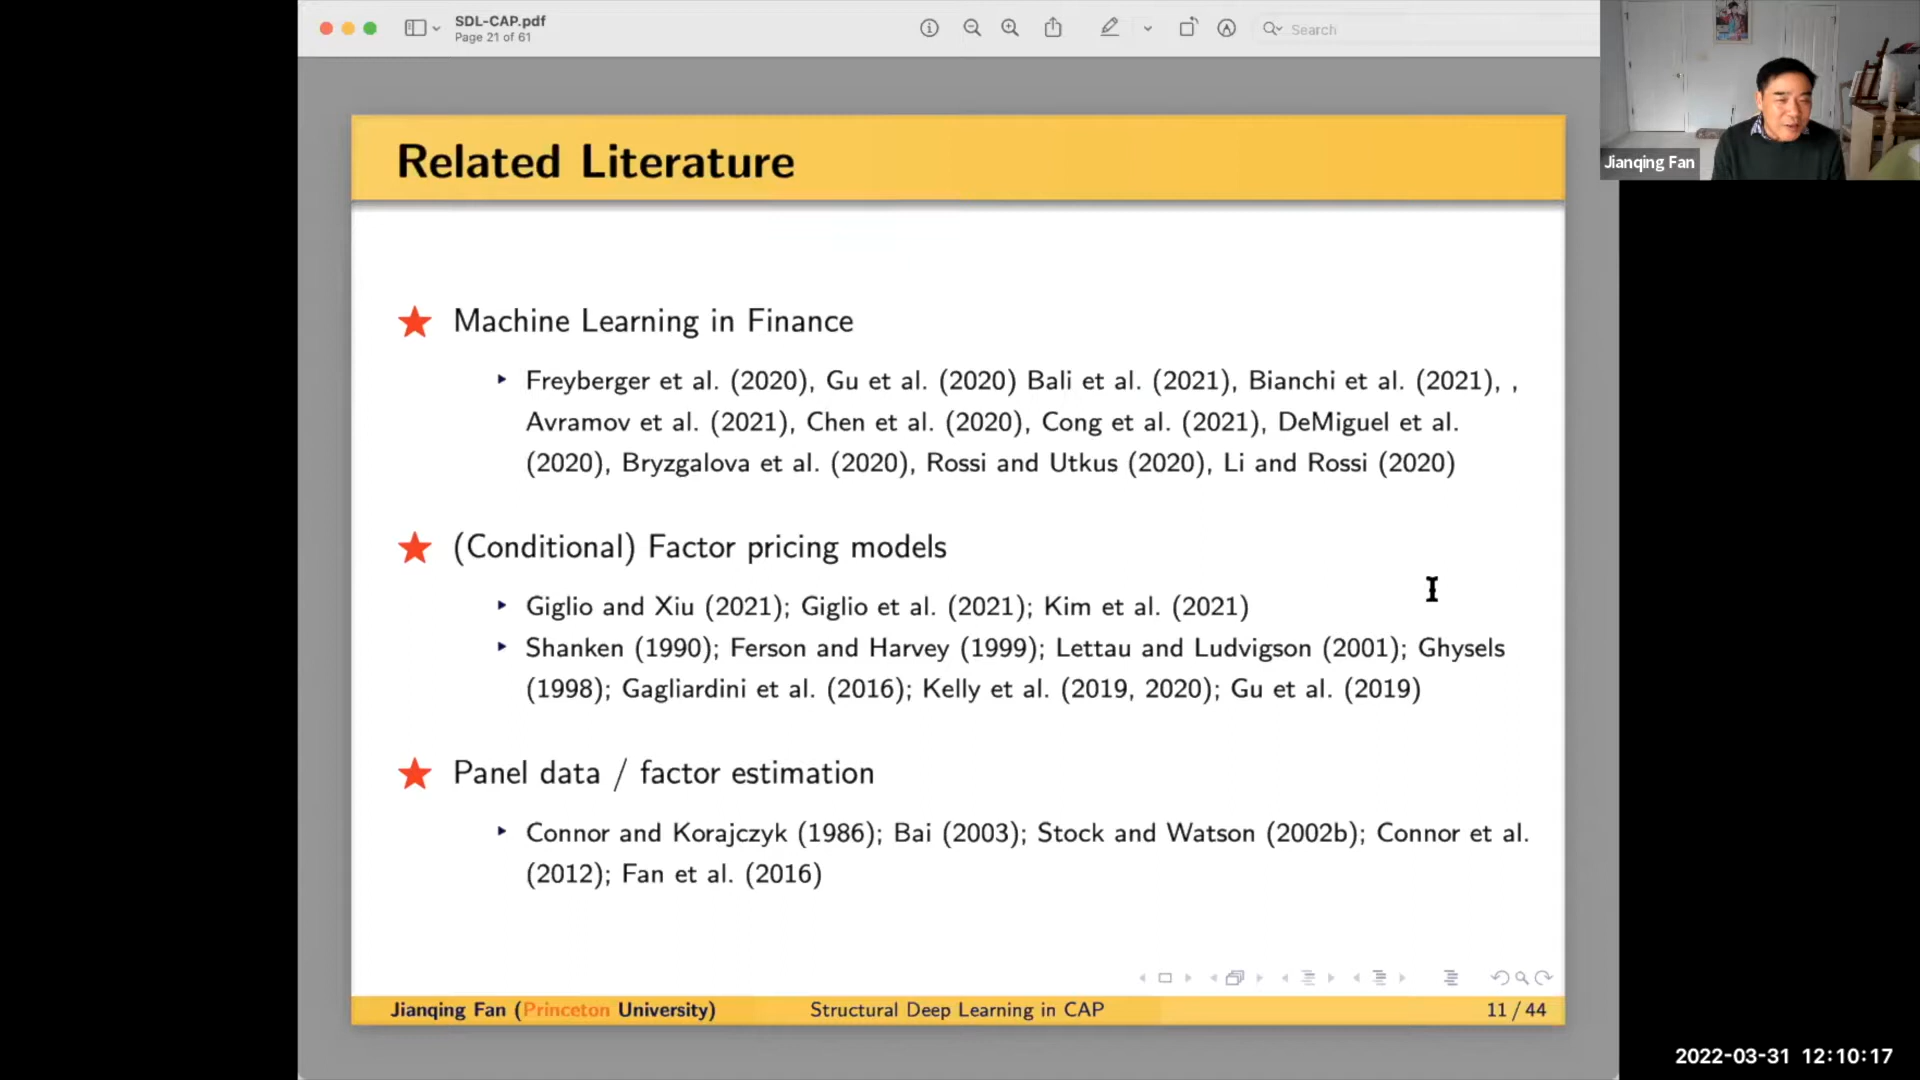 SDL-CAP.pdf
Page 21 of 61
Search
Jianqing Fan
Related Literature
Machine Learning in Finance
Freyberger et al. (2020), Gu et al. (2020) Bali et al. (2021), Bianchi et al. (2021), ,
Avramov et al. (2021), Chen et al. (2020), Cong et al. (2021), DeMiguel et al.
(2020), Bryzgalova et al. (2020), Rossi and Utkus (2020), Li and Rossi (2020)
(Conditional) Factor pricing models
Giglio and Xiu (2021); Giglio et al. (2021); Kim et al. (2021)
Shanken (1990); Ferson and Harvey (1999); Lettau and Ludvigson (2001); Ghysels
(1998); Gagliardini et al. (2016); Kelly et al. (2019, 2020); Gu et al. (2019)
Panel data / factor estimation
Connor and Korajczyk (1986); Bai (2003); Stock and Watson (2002b); Connor et al.
(2012); Fan et al. (2016)
Jianqing Fan (Princeton University) Structural Deep Learning in CAP 11 / 44
2022-03-31 12:10:17